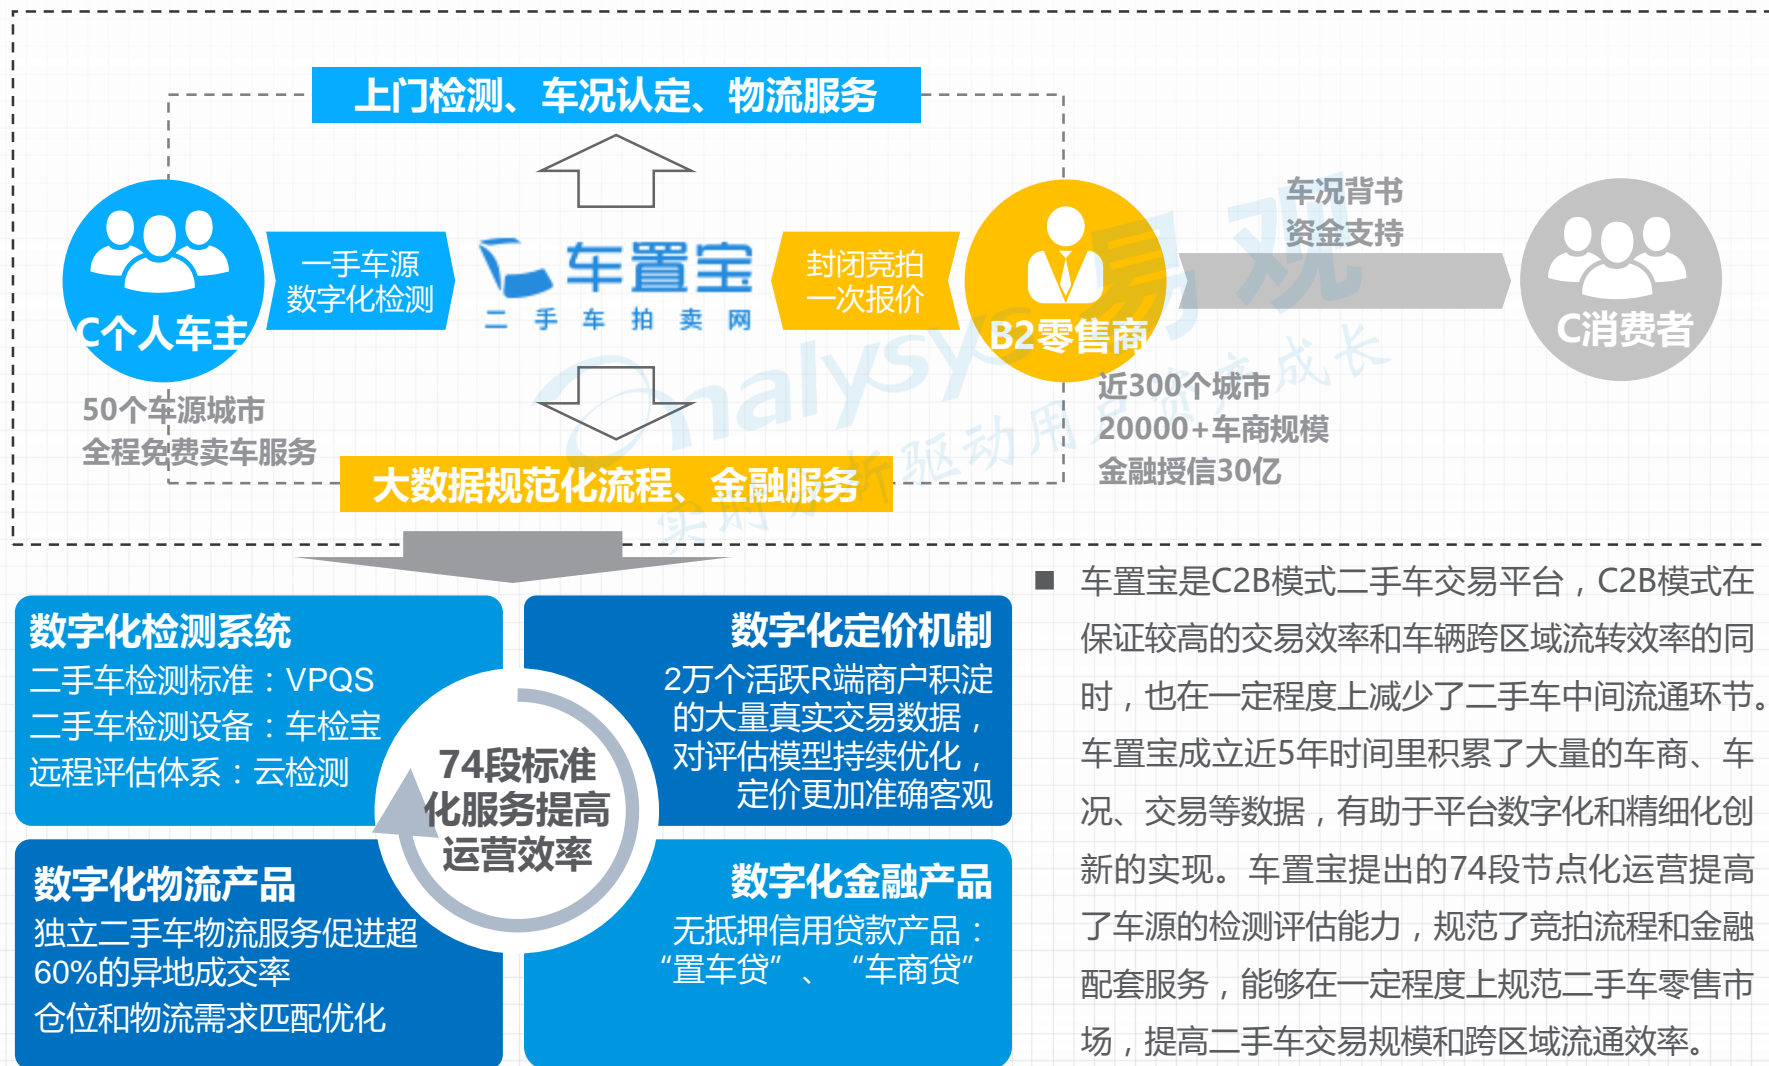 上门检测、车况认定、物流服务
车况背书
资金支持
一手车源
数字化检测
车置宝
二手车拍卖网
封闭竞拍
一次报价
C个人车主
B2零售商
C消费者
50个车源城市
全程免费卖车服务
近300个城市
20000+车商规模
金融授信30亿
大数据规范化流程、金融服务
analysys易观
实时分析驱动用户资产成长
数字化检测系统
二手车检测标准：VPQS
二手车检测设备：车检宝
远程评估体系：云检测
数字化定价机制
2万个活跃R端商户积淀
的大量真实交易数据，
对评估模型持续优化，
定价更加准确客观
74段标准
化服务提高
运营效率
数字化物流产品
独立二手车物流服务促进超
60%的异地成交率
仓位和物流需求匹配优化
数字化金融产品
无抵押信用贷款产品：
“置车贷”、“车商贷”
■ 车置宝是C2B模式二手车交易平台，C2B模式在
保证较高的交易效率和车辆跨区域流转效率的同
时，也在一定程度上减少了二手车中间流通环节。
车置宝成立近5年时间里积累了大量的车商、车
况、交易等数据，有助于平台数字化和精细化创
新的实现。车置宝提出的74段节点化运营提高
了车源的检测评估能力，规范了竞拍流程和金融
配套服务，能够在一定程度上规范二手车零售市
场，提高二手车交易规模和跨区域流通效率。